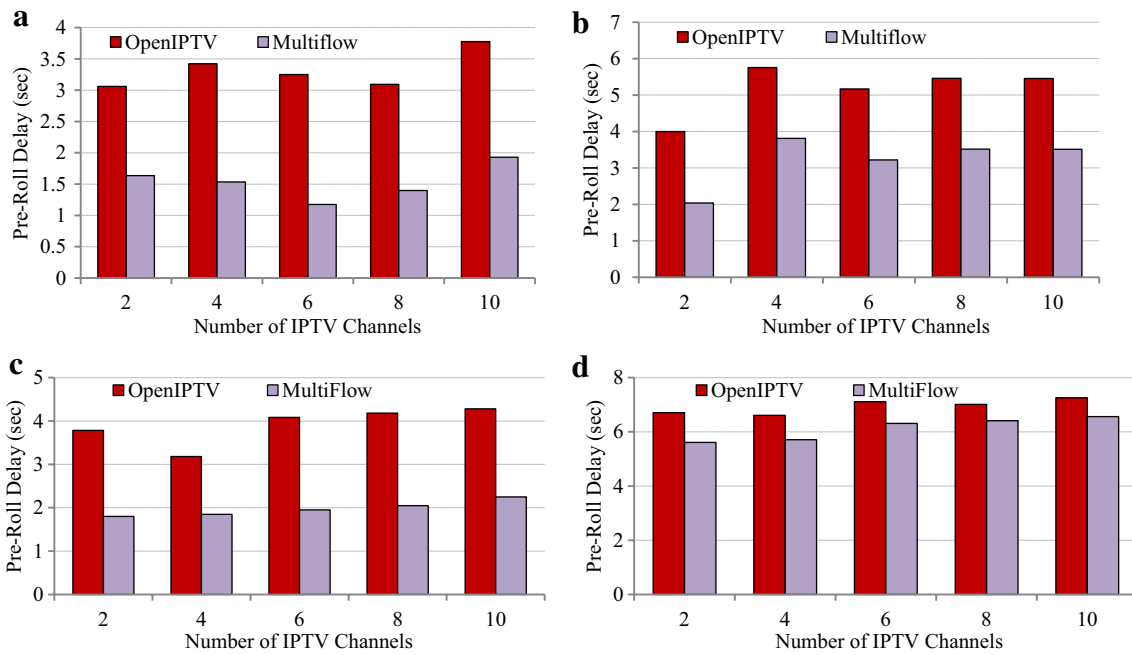 a
OpenIPTV Multiflow
Pre-Roll Delay (sec)
4
3.5
3
2.5
2
1.5
1
0.5
0
2 4 6 8 10
Number of IPTV Channels
b
OpenIPTV Multiflow
Pre-Roll Delay (sec)
7
6
5
4
3
2
1
0
2 4 6 8 10
Number of IPTV Channels
c
OpenIPTV MultiFlow
Pre-Roll Delay (sec)
5
4
3
2
1
0
2 4 6 8 10
Number of IPTV Channels
d
OpenIPTV MultiFlow
Pre-Roll Delay (sec)
8
6
4
2
0
2 4 6 8 10
Number of IPTV Channels